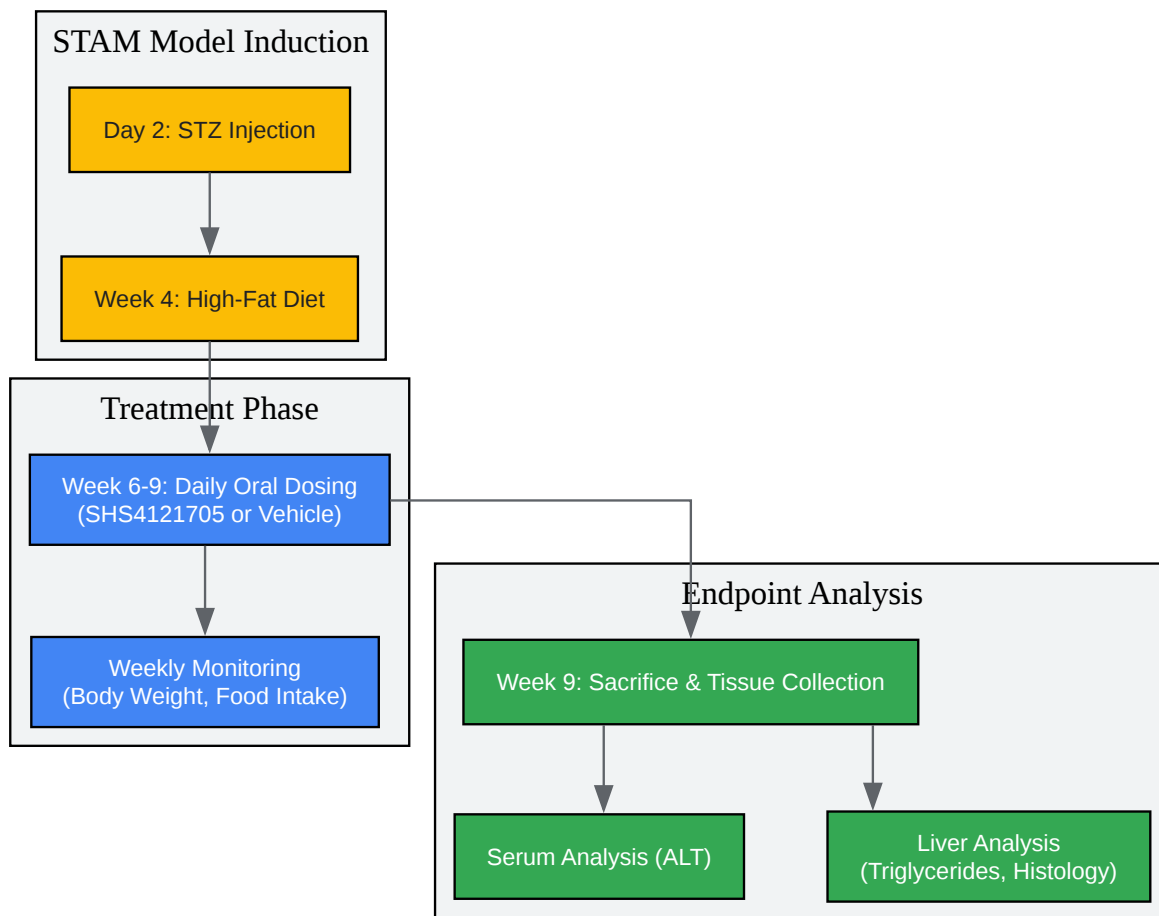 STAM Model Induction
Day 2: STZ Injection
Week 4: High-Fat Diet
Treatment Phase
Week 6-9: Daily Oral Dosing
(SHS4121705 or Vehicle)
Weekly Monitoring
(Body Weight, Food Intake)
Endpoint Analysis
Week 9: Sacrifice & Tissue Collection
Serum Analysis (ALT)
Liver Analysis
(Triglycerides, Histology)